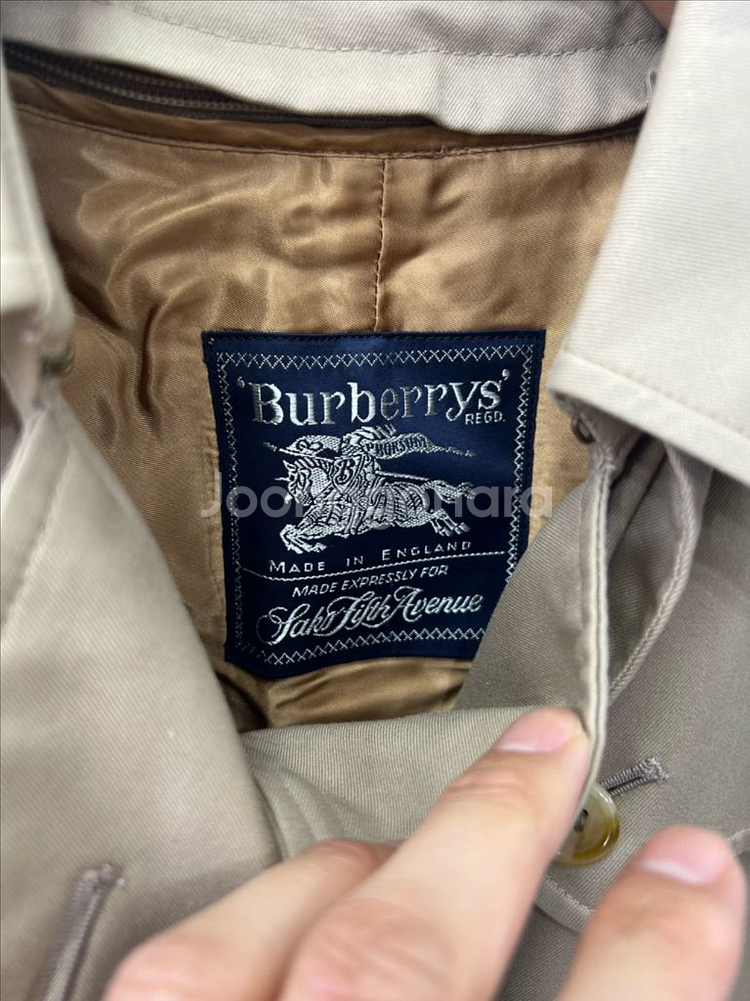 'Burberrys'
REGD.
PRORSUM
B
MADE IN ENGLAND
MADE EXPRESSLY FOR
Saks Fifth Avenue